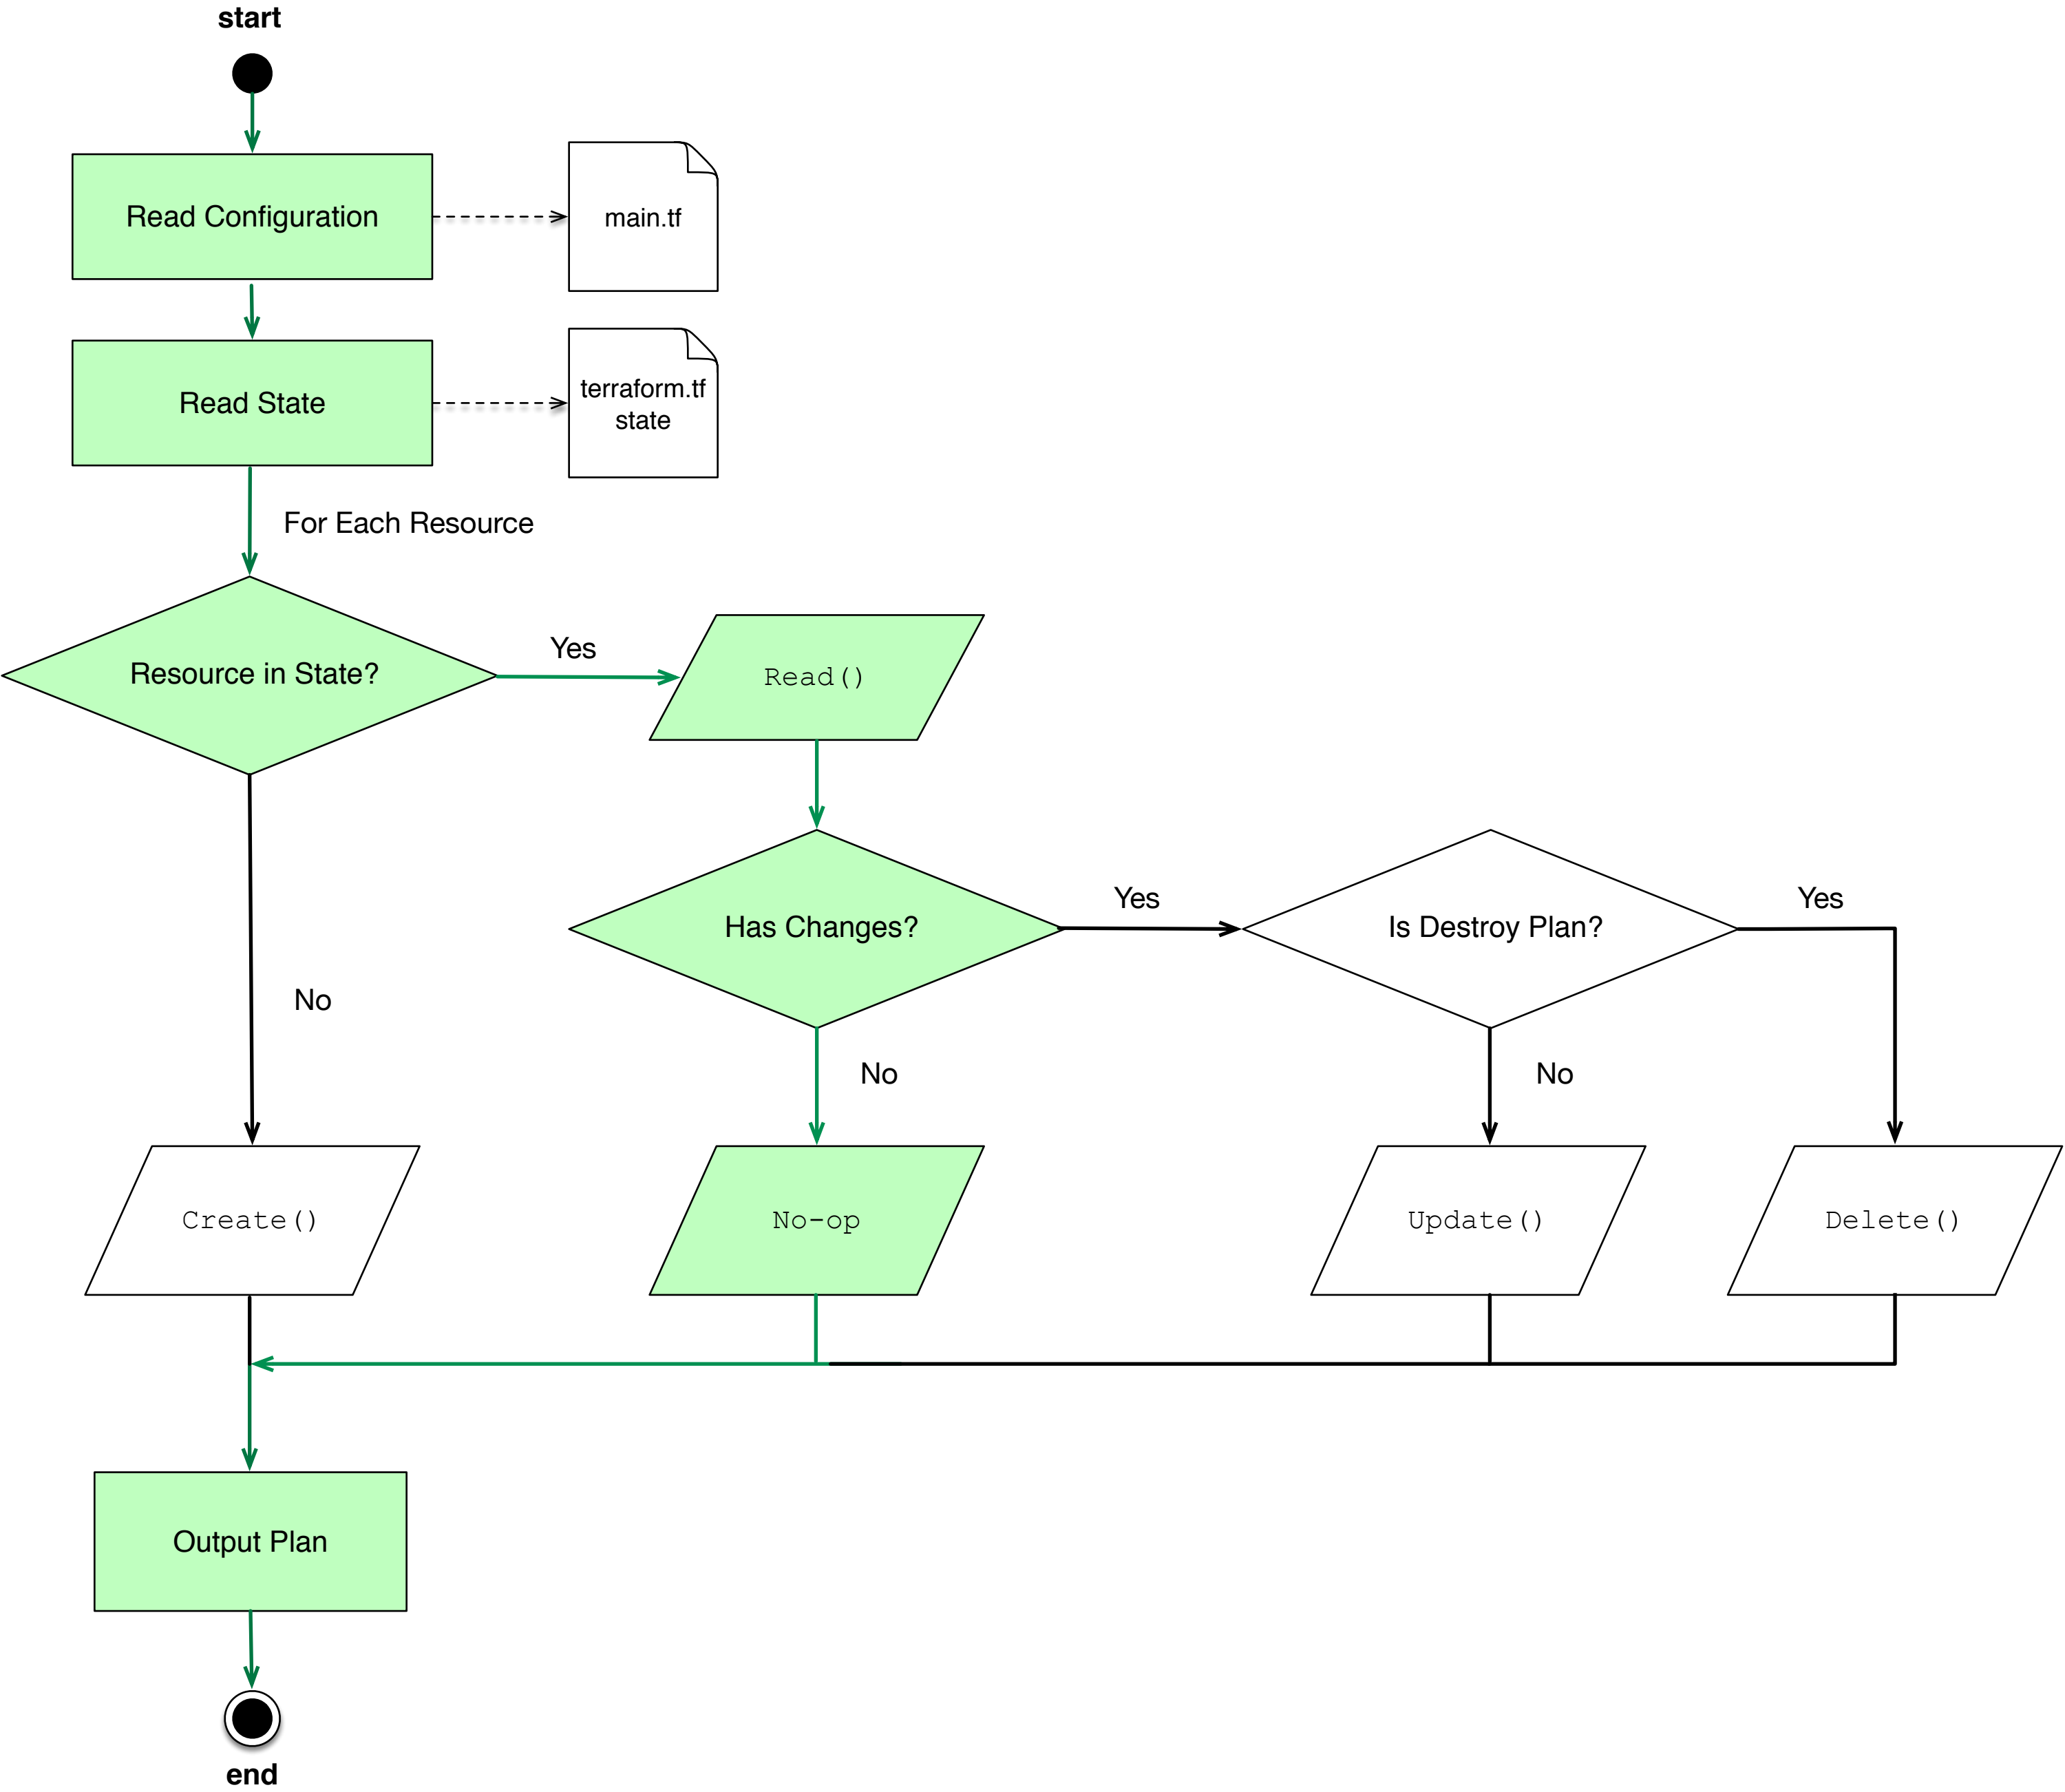 start
Read Configuration
main.tf
Read State
terraform.tf
state
For Each Resource
Resource in State?
Yes
Read()
Has Changes?
Yes
Is Destroy Plan?
Yes
No
No
No
Create()
No-op
Update()
Delete()
Output Plan
end